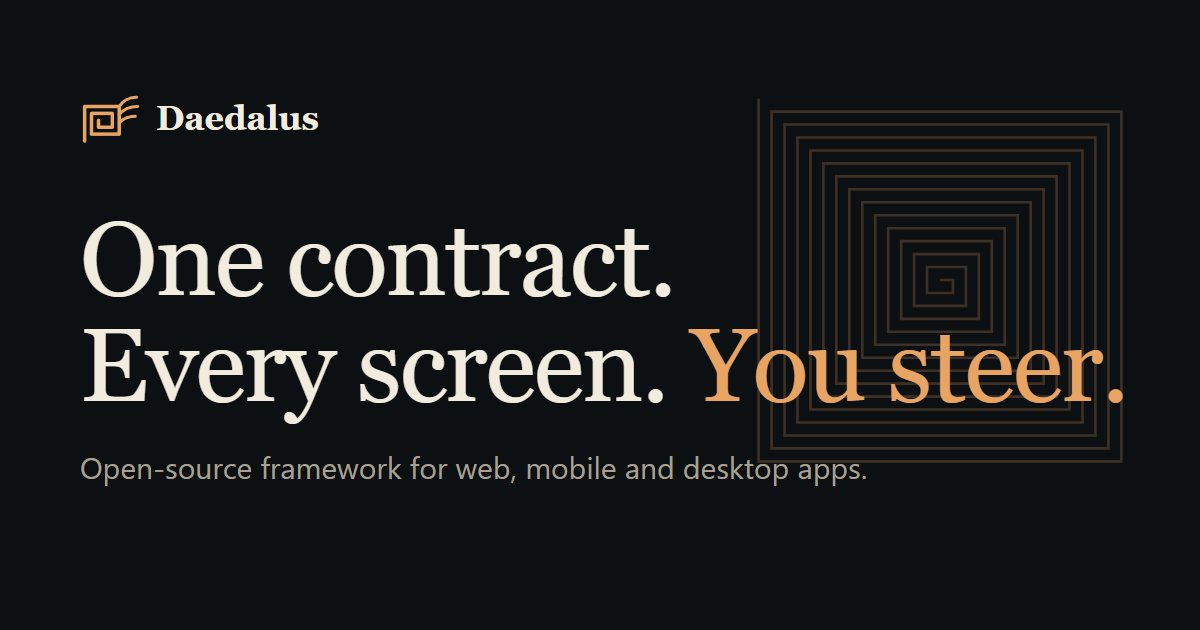 Daedalus
One contract.
Every screen. You steer.
Open-source framework for web, mobile and desktop apps.